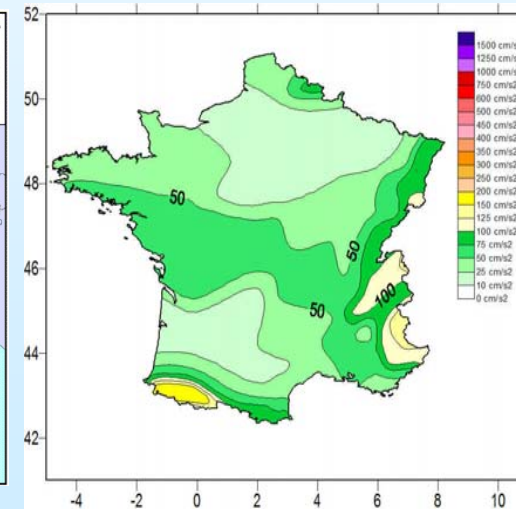 52
50
48
46
44
42
-4
-2
0
2
4
6
8
10
50
50
50
100
1500 cm/s
1250 cm/s
1000 cm/s
750 cm/s2
600 cm/s2
500 cm/s2
450 cm/s2
400 cm/s2
350 cm/s2
300 cm/s2
250 cm/s2
200 cm/s2
150 cm/s2
125 cm/s2
100 cm/s2
75 cm/s2
50 cm/s2
25 cm/s2
10 cm/s2
0 cm/s2